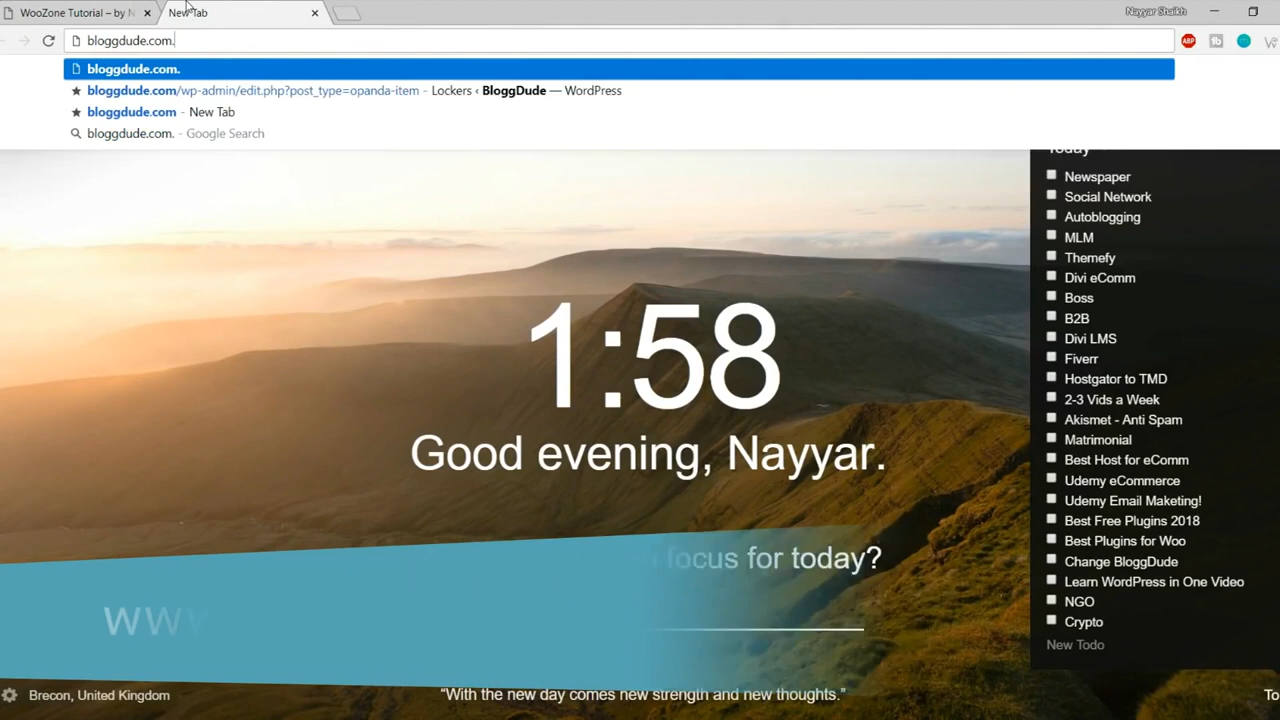 WooZone Tutorial – by N
New Tab
Nayyar Shaikh
bloggdude.com.
bloggdude.com.
bloggdude.com/wp-admin/edit.php?post_type=opanda-item - Lockers ‹ BloggDude — WordPress
bloggdude.com - New Tab
bloggdude.com. - Google Search
ABP
Today
Newspaper
Social Network
Autoblogging
MLM
Themefy
Divi eComm
Boss
B2B
Divi LMS
Fiverr
Hostgator to TMD
2-3 Vids a Week
Akismet - Anti Spam
Matrimonial
Best Host for eComm
Udemy eCommerce
Udemy Email Maketing!
Best Free Plugins 2018
Best Plugins for Woo
Change BloggDude
Learn WordPress in One Video
NGO
Crypto
New Todo
1:58
Good evening, Nayyar.
focus for today?
www
Brecon, United Kingdom
“With the new day comes new strength and new thoughts.”
To